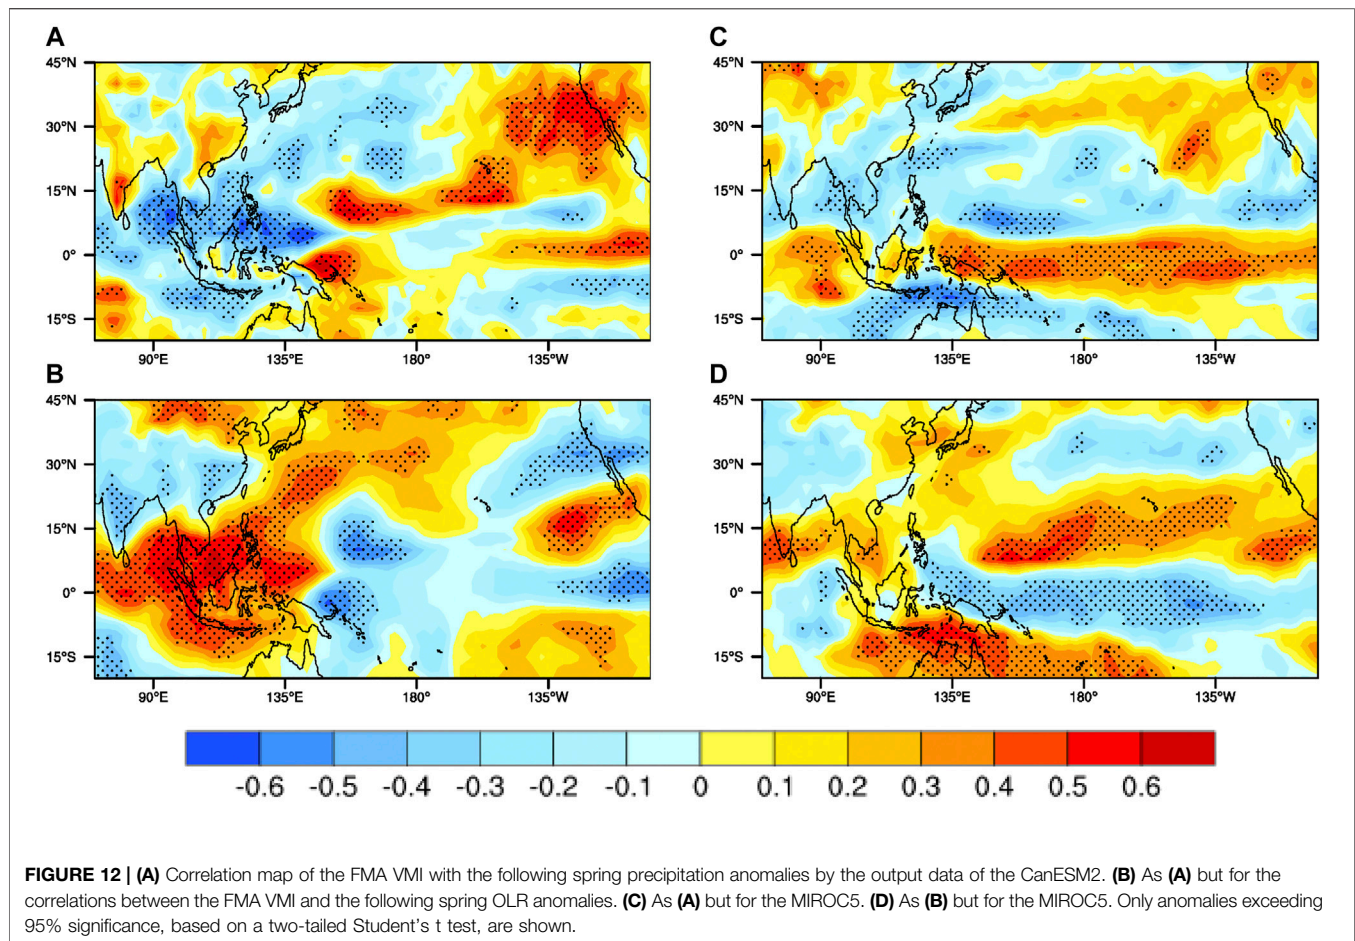 A
45°N
30°N
15°N
0°
15°S
90°E 135°E 180° 135°W
C
45°N
30°N
15°N
0°
15°S
90°E 135°E 180° 135°W
B
45°N
30°N
15°N
0°
15°S
90°E 135°E 180° 135°W
D
45°N
30°N
15°N
0°
15°S
90°E 135°E 180° 135°W
-0.6 -0.5 -0.4 -0.3 -0.2 -0.1 0 0.1 0.2 0.3 0.4 0.5 0.6
FIGURE 12 | (A) Correlation map of the FMA VMI with the following spring precipitation anomalies by the output data of the CanESM2. (B) As (A) but for the
correlations between the FMA VMI and the following spring OLR anomalies. (C) As (A) but for the MIROC5. (D) As (B) but for the MIROC5. Only anomalies exceeding
95% significance, based on a two-tailed Student's t test, are shown.